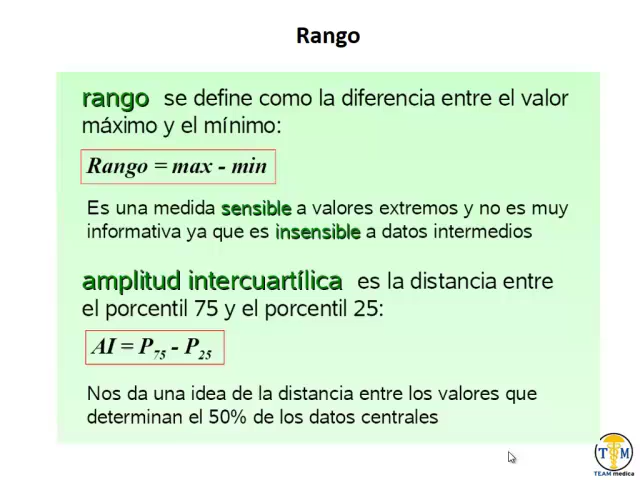 Rango
rango se define como la diferencia entre el valor
máximo y el mínimo:
Rango = max - min
Es una medida sensible a valores extremos y no es muy
informativa ya que es insensible a datos intermedios
amplitud intercuartílica es la distancia entre
el porcentil 75 y el porcentil 25:
AI = P75 - P25
Nos da una idea de la distancia entre los valores que
determinan el 50% de los datos centrales
T M
TEAM medica